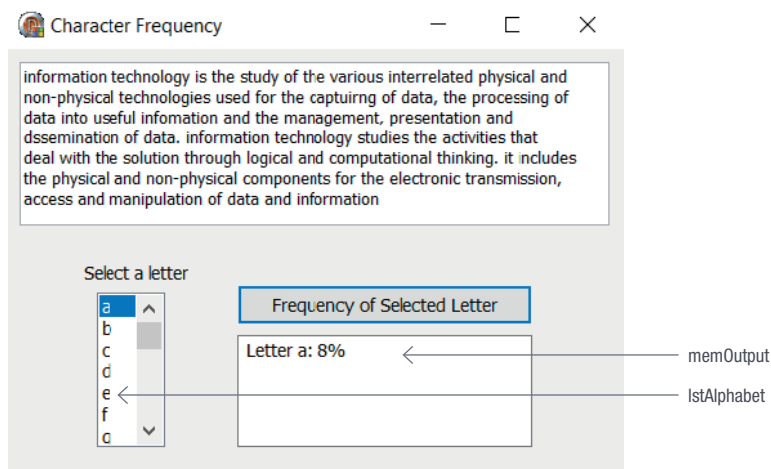 Character Frequency
information technology is the study of the various interrelated physical and
non-physical technologies used for the captuirng of data, the processing of
data into useful infomation and the management, presentation and
dssemination of data. information technology studies the activities that
deal with the solution through logical and computational thinking. it includes
the physical and non-physical components for the electronic transmission,
access and manipulation of data and information
Select a letter
a
b
c
d
e
f
Frequency of Selected Letter
Letter a: 8%
memOutput
lstAlphabet